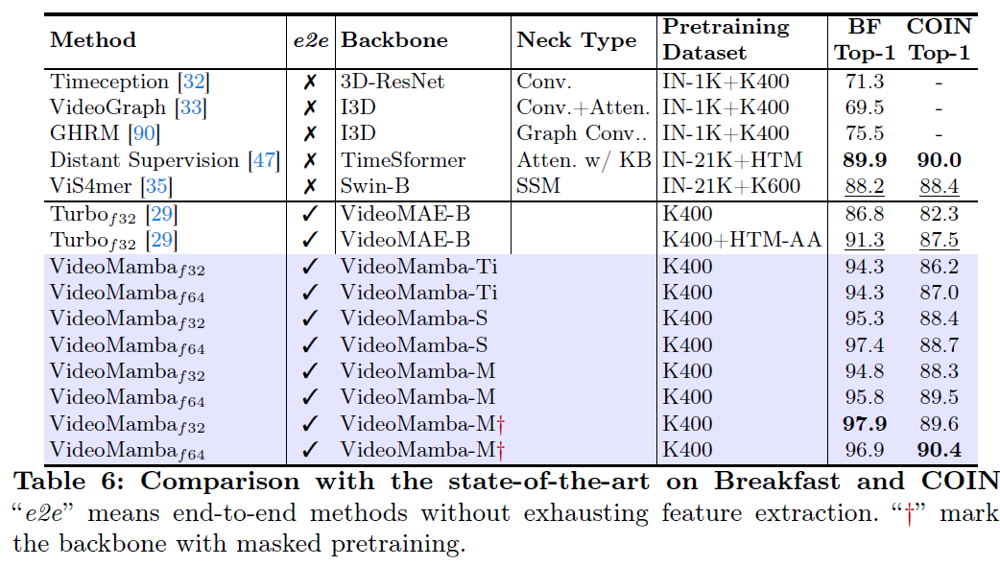 Method e2e Backbone Neck Type Pretraining Dataset BF Top-1 COIN Top-1
Timeception [32] ✗ 3D-ResNet Conv. IN-1K+K400 71.3 -
VideoGraph [33] ✗ I3D Conv.+Atten. IN-1K+K400 69.5 -
GHRM [90] ✗ I3D Graph Conv.. IN-1K+K400 75.5 -
Distant Supervision [47] ✗ TimeSformer Atten. w/ KB IN-21K+HTM 89.9 90.0
ViS4mer [35] ✗ Swin-B SSM IN-21K+K600 88.2 88.4
Turbo f32 [29] ✓ VideoMAE-B K400 86.8 82.3
Turbo f32 [29] ✓ VideoMAE-B K400+HTM-AA 91.3 87.5
VideoMamba f32 ✓ VideoMamba-Ti K400 94.3 86.2
VideoMamba f64 ✓ VideoMamba-Ti K400 94.3 87.0
VideoMamba f32 ✓ VideoMamba-S K400 95.3 88.4
VideoMamba f64 ✓ VideoMamba-S K400 97.4 88.7
VideoMamba f32 ✓ VideoMamba-M K400 94.8 88.3
VideoMamba f64 ✓ VideoMamba-M K400 95.8 89.5
VideoMamba f32 ✓ VideoMamba-M† K400 97.9 89.6
VideoMamba f64 ✓ VideoMamba-M† K400 96.9 90.4
Table 6: Comparison with the state-of-the-art on Breakfast and COIN
“e2e” means end-to-end methods without exhausting feature extraction. “†” mark
the backbone with masked pretraining.